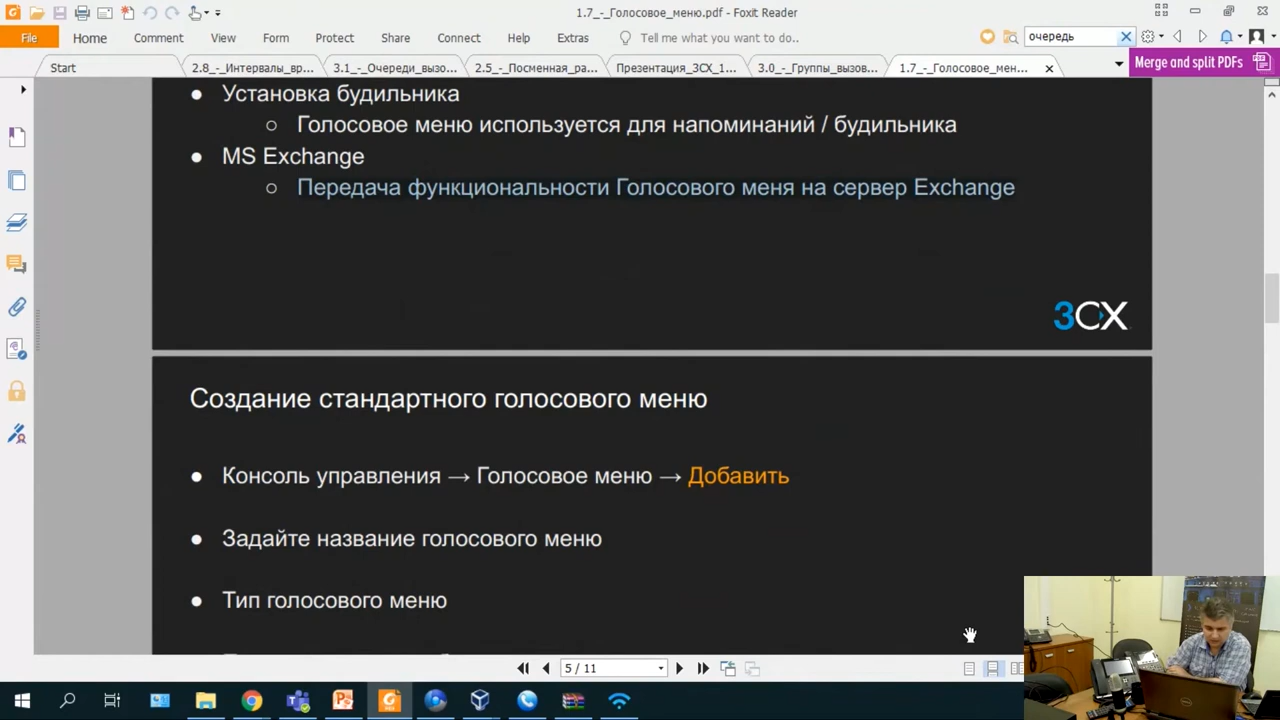 1.7_-_Голосовое_меню.pdf - Foxit Reader
File Home Comment View Form Protect Share Connect Help Extras Tell me what you want to do.. очередь
Start 2.8_-_Интервалы_вр... 3.1_-_Очереди_вызо... 2.5_-_Посменная_ра... Презентация_3CX_1... 3.0_-_Группы_вызов... 1.7_-_Голосовое_мен... Merge and split PDFs
Установка будильника
Голосовое меню используется для напоминаний / будильника
MS Exchange
Передача функциональности Голосового меня на сервер Exchange
3CX
Создание стандартного голосового меню
Консоль управления → Голосовое меню → Добавить
Задайте название голосового меню
Тип голосового меню
5 / 11